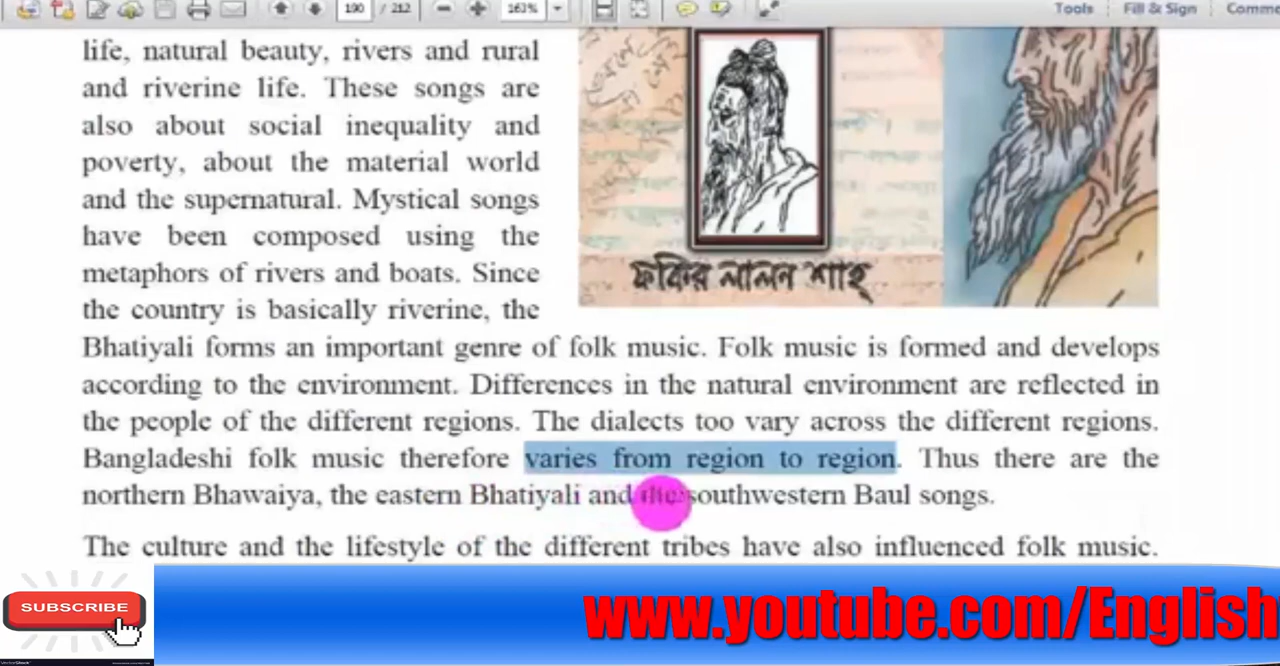 190 / 212
163%
Tools
Fill & Sign
Comme
life, natural beauty, rivers and rural
and riverine life. These songs are
also about social inequality and
poverty, about the material world
and the supernatural. Mystical songs
have been composed using the
metaphors of rivers and boats. Since
the country is basically riverine, the
ফকির লালন শাহ্
Bhatiyali forms an important genre of folk music. Folk music is formed and develops
according to the environment. Differences in the natural environment are reflected in
the people of the different regions. The dialects too vary across the different regions.
Bangladeshi folk music therefore varies from region to region. Thus there are the
northern Bhawaiya, the eastern Bhatiyali and the southwestern Baul songs.
The culture and the lifestyle of the different tribes have also influenced folk music.
SUBSCRIBE
www.youtube.com/English